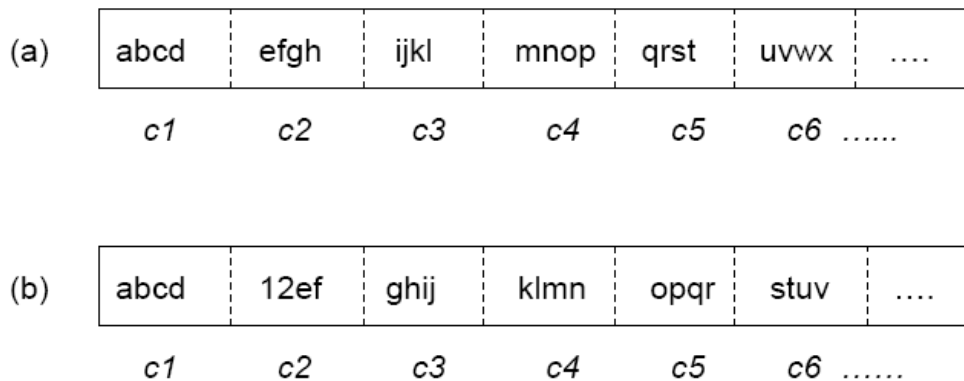 (a) abcd efgh ijkl mnop qrst uvwx ....
c1 c2 c3 c4 c5 c6 ......
(b) abcd 12ef ghij klmn opqr stuv ....
c1 c2 c3 c4 c5 c6 ......